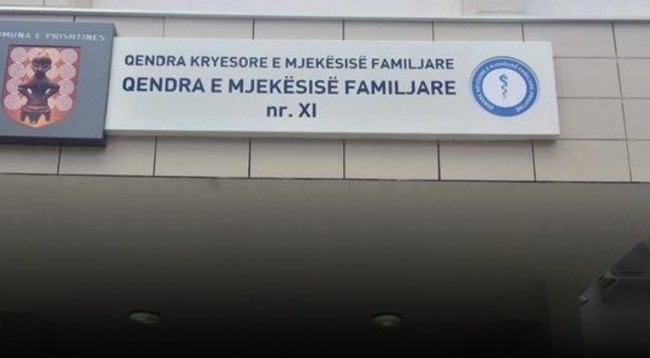 KOMUNA E PRISHTINËS
QENDRA KRYESORE E MJEKËSISË FAMILJARE
QENDRA E MJEKËSISË FAMILJARE
nr. XI